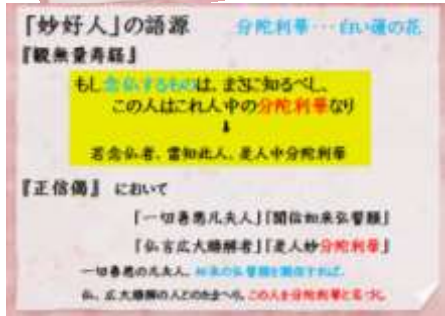 「妙好人」の語源　分陀利華･･･白い蓮の花
『観無量寿経』
もし念仏するものは、まさに知るべし、
この人はこれ人中の分陀利華なり
↓
若念仏者、當知此人、是人中分陀利華
『正信偈』 において
「一切善悪凡夫人」「聞信如来弘誓願」
「仏言広大勝解者」「是人妙分陀利華」
一切善悪の凡夫人、如来の弘誓願を聞信すれば、
仏、広大勝解の人とのたまへり。この人を分陀利華と名づく。